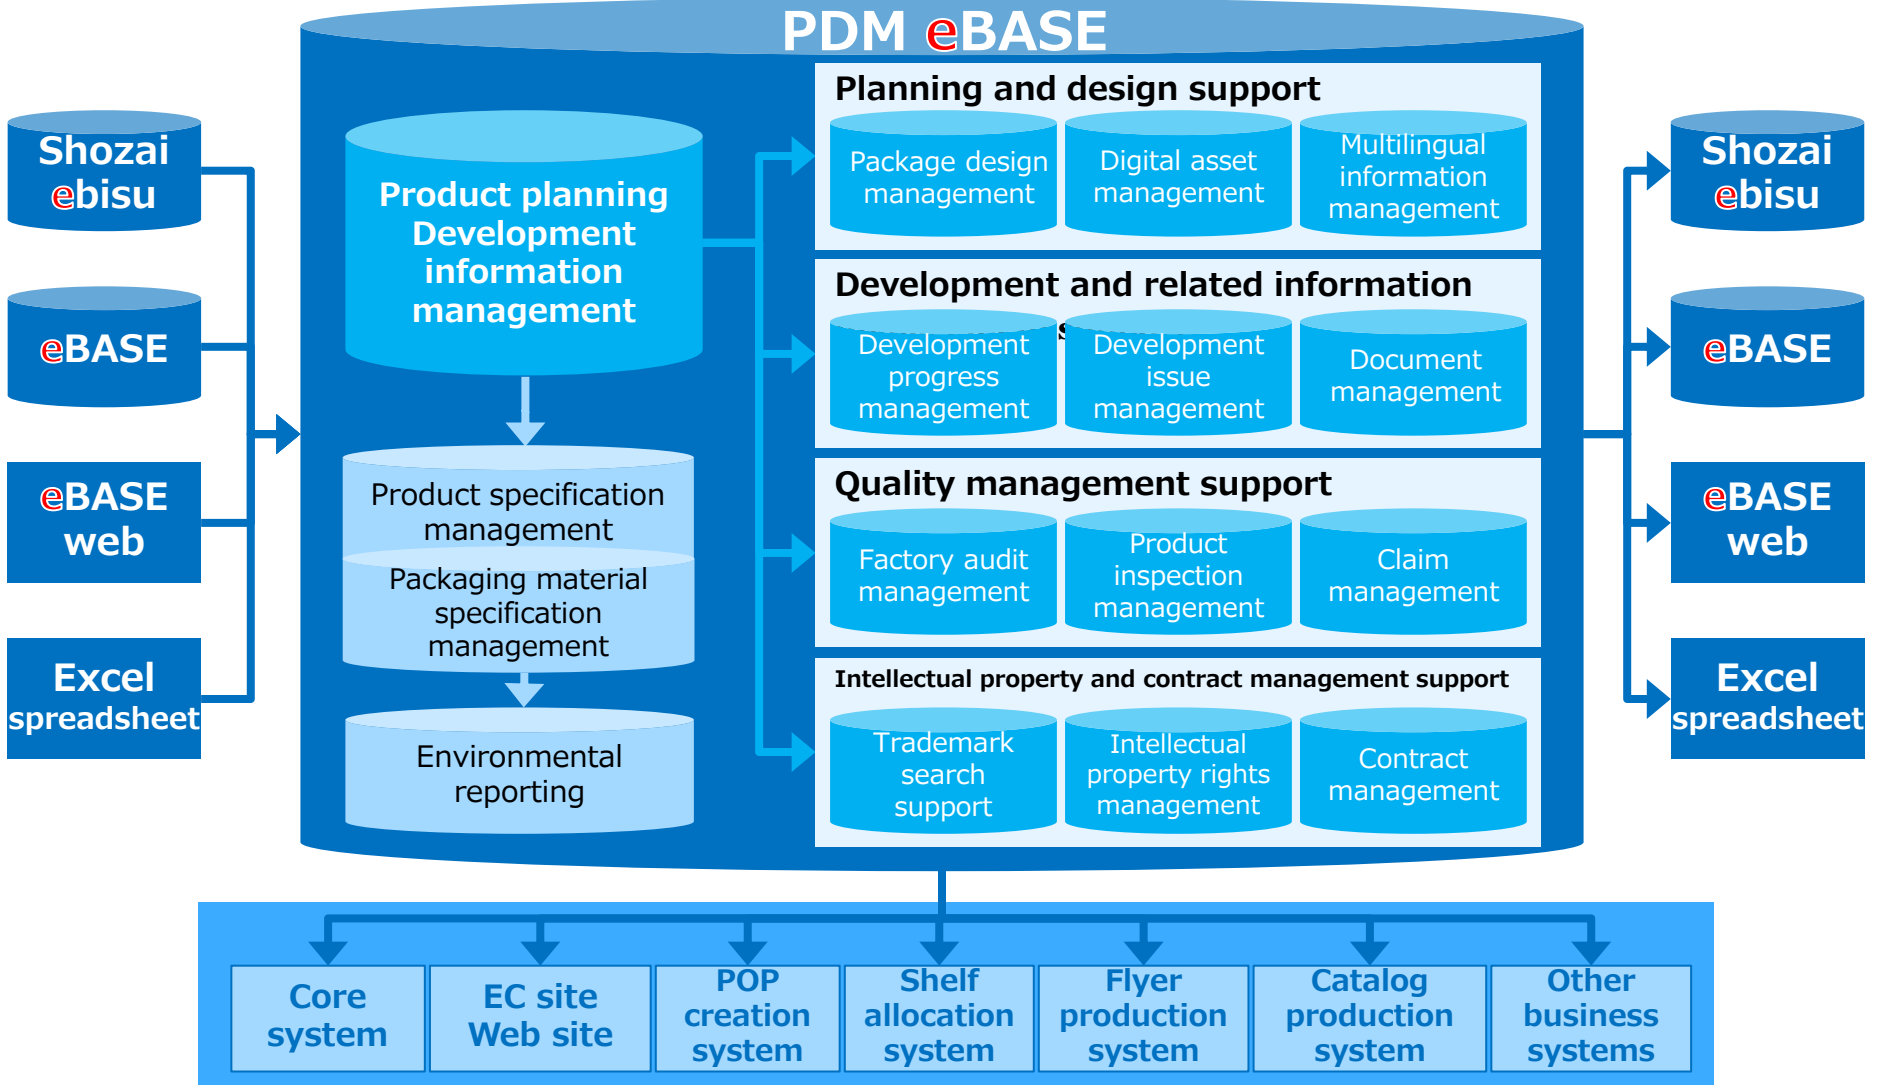 PDM eBASE
Shozai
ebisu
eBASE
eBASE
web
Excel
spreadsheet
Product planning
Development
information
management
Product specification
management
Packaging material
specification
management
Environmental
reporting
Planning and design support
Package design
management
Digital asset
management
Multilingual
information
management
Development and related information
Development
progress
management
Development
issue
management
Document
management
Quality management support
Factory audit
management
Product
inspection
management
Claim
management
Intellectual property and contract management support
Trademark
search
support
Intellectual
property rights
management
Contract
management
Shozai
ebisu
eBASE
eBASE
web
Excel
spreadsheet
Core
system
EC site
Web site
POP
creation
system
Shelf
allocation
system
Flyer
production
system
Catalog
production
system
Other
business
systems